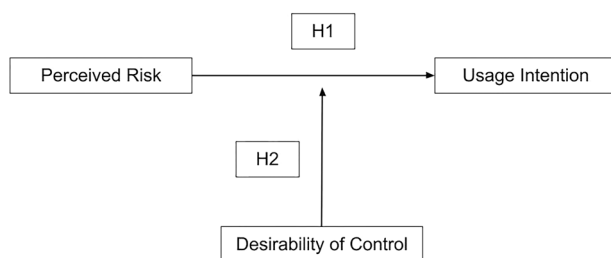 H1
Perceived Risk
Usage Intention
H2
Desirability of Control